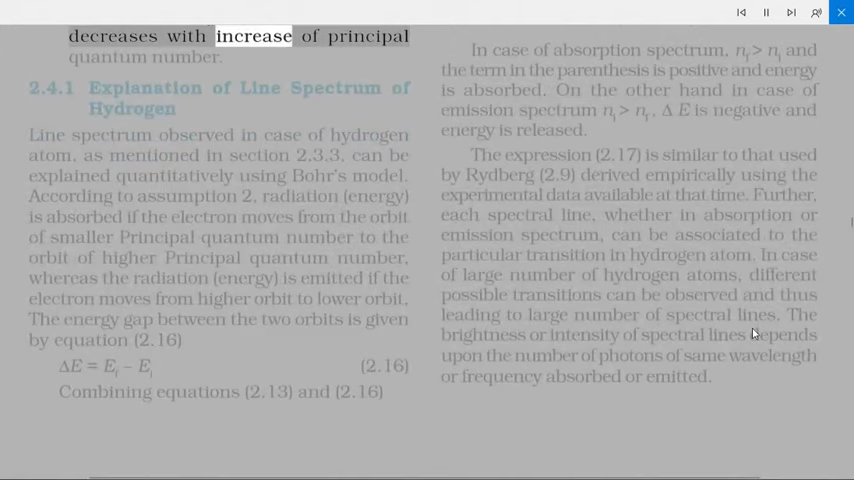 decreases with increase of principal
quantum number.
2.4.1 Explanation of Line Spectrum of
Hydrogen
Line spectrum observed in case of hydrogen
atom, as mentioned in section 2.3.3, can be
explained quantitatively using Bohr's model.
According to assumption 2, radiation (energy)
is absorbed if the electron moves from the orbit
of smaller Principal quantum number to the
orbit of higher Principal quantum number,
whereas the radiation (energy) is emitted if the
electron moves from higher orbit to lower orbit.
The energy gap between the two orbits is given
by equation (2.16)
ΔE = Ef – Ei (2.16)
Combining equations (2.13) and (2.16)
In case of absorption spectrum, nf > ni and
the term in the parenthesis is positive and energy
is absorbed. On the other hand in case of
emission spectrum ni > nf, Δ E is negative and
energy is released.
The expression (2.17) is similar to that used
by Rydberg (2.9) derived empirically using the
experimental data available at that time. Further,
each spectral line, whether in absorption or
emission spectrum, can be associated to the
particular transition in hydrogen atom. In case
of large number of hydrogen atoms, different
possible transitions can be observed and thus
leading to large number of spectral lines. The
brightness or intensity of spectral lines depends
upon the number of photons of same wavelength
or frequency absorbed or emitted.